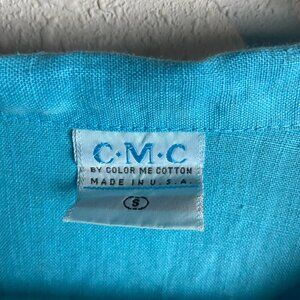 C·M·C
BY COLOR ME COTTON
MADE IN U.S.A.
S